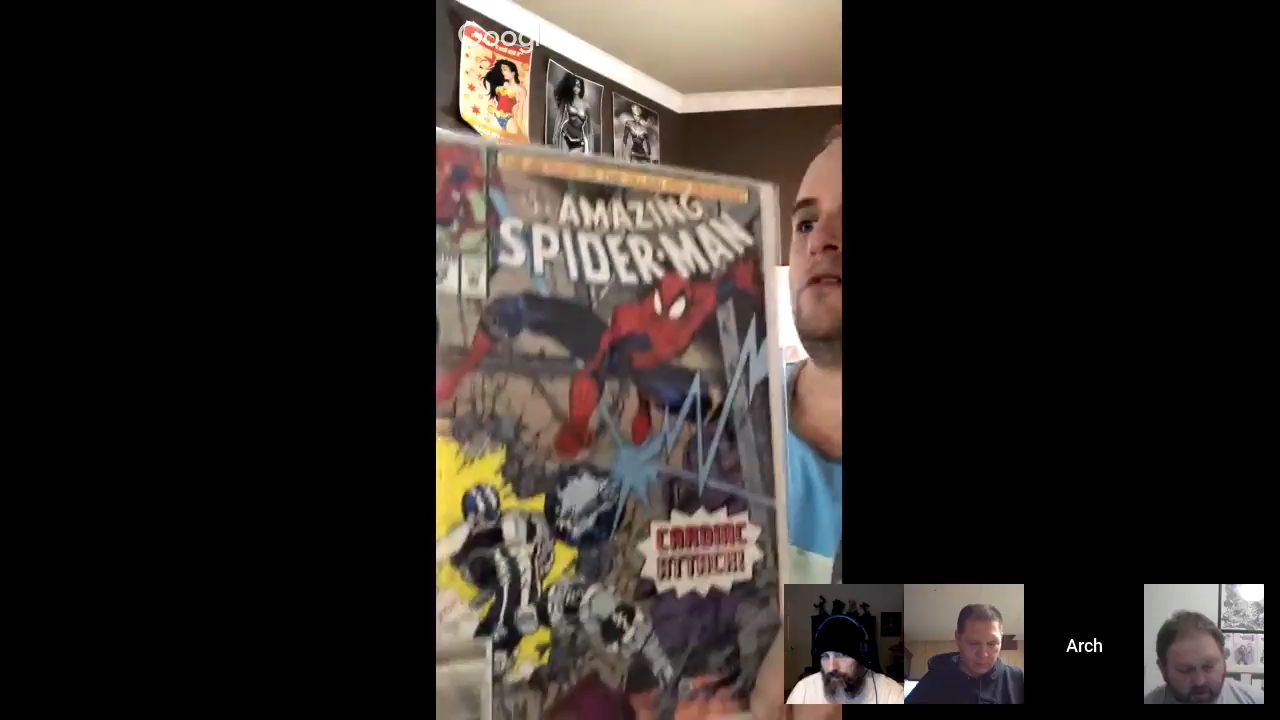 Googl
AMAZING
SPIDER-MAN
CARDIAC
ATTACK!
Arch